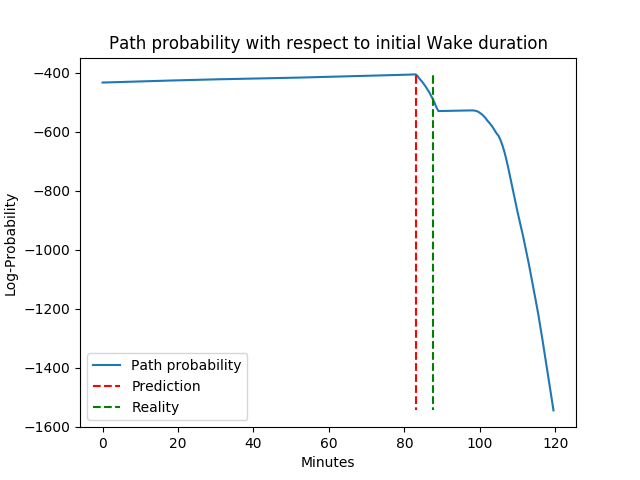 Path probability with respect to initial Wake duration
−400
−600
−800
−1000
−1200
−1400
−1600
Log-Probability
Path probability
Prediction
Reality
0 20 40 60 80 100 120
Minutes